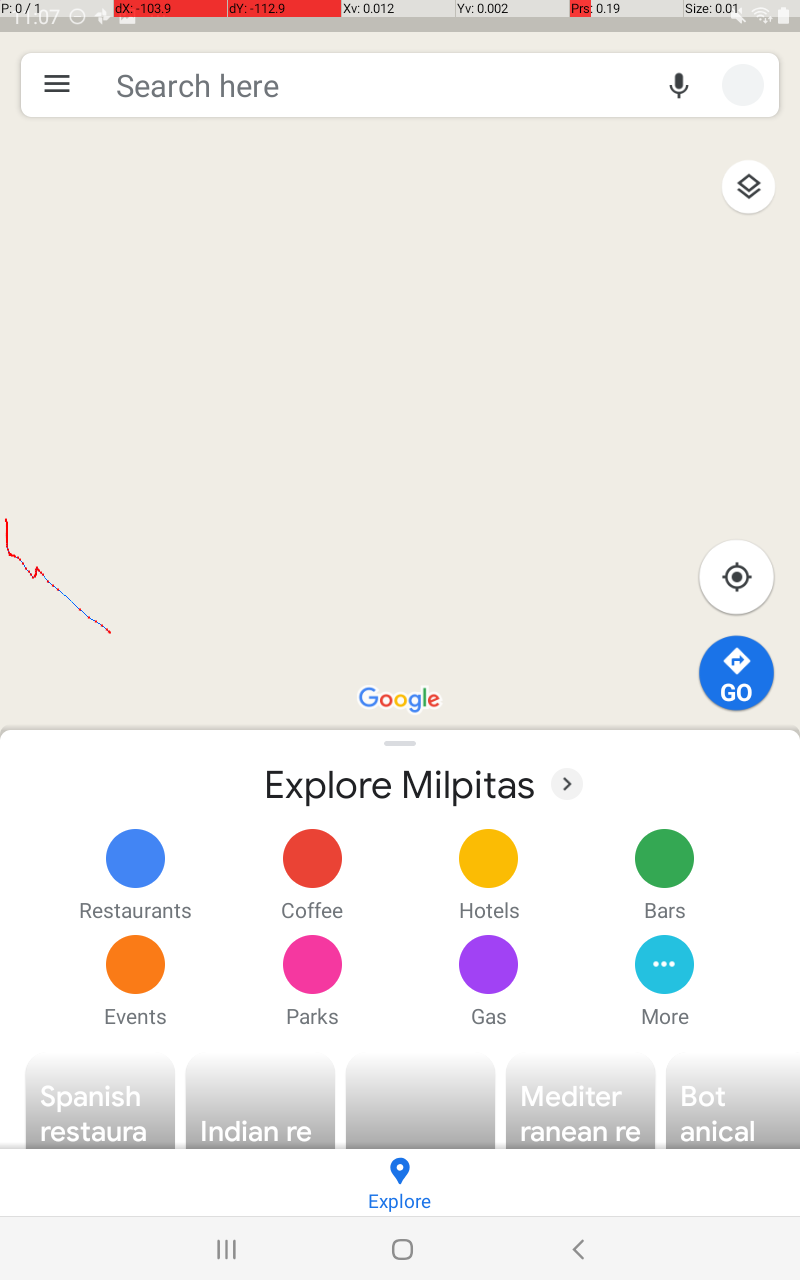 P: 0 / 1 dX: -103.9 dY: -112.9 Xv: 0.012 Yv: 0.002 Prs: 0.19 Size: 0.01
11:07
Search here
GO
Google
Explore Milpitas
Restaurants Coffee Hotels Bars
Events Parks Gas More
Spanish
restaura
Indian re
Mediter
ranean re
Bot
anical
Explore